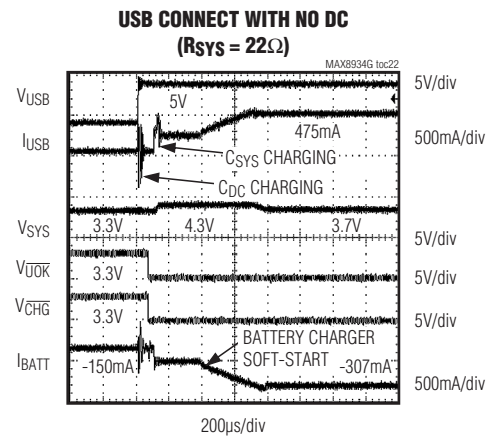 USB CONNECT WITH NO DC
(RSYS = 22Ω)
MAX8934G toc22
VUSB
5V
5V/div
IUSB
475mA
500mA/div
CSYS CHARGING
CDC CHARGING
VSYS
3.3V
4.3V
3.7V
5V/div
VUOK
3.3V
5V/div
VCHG
3.3V
5V/div
BATTERY CHARGER
SOFT-START
IBATT
-150mA
-307mA
500mA/div
200µs/div